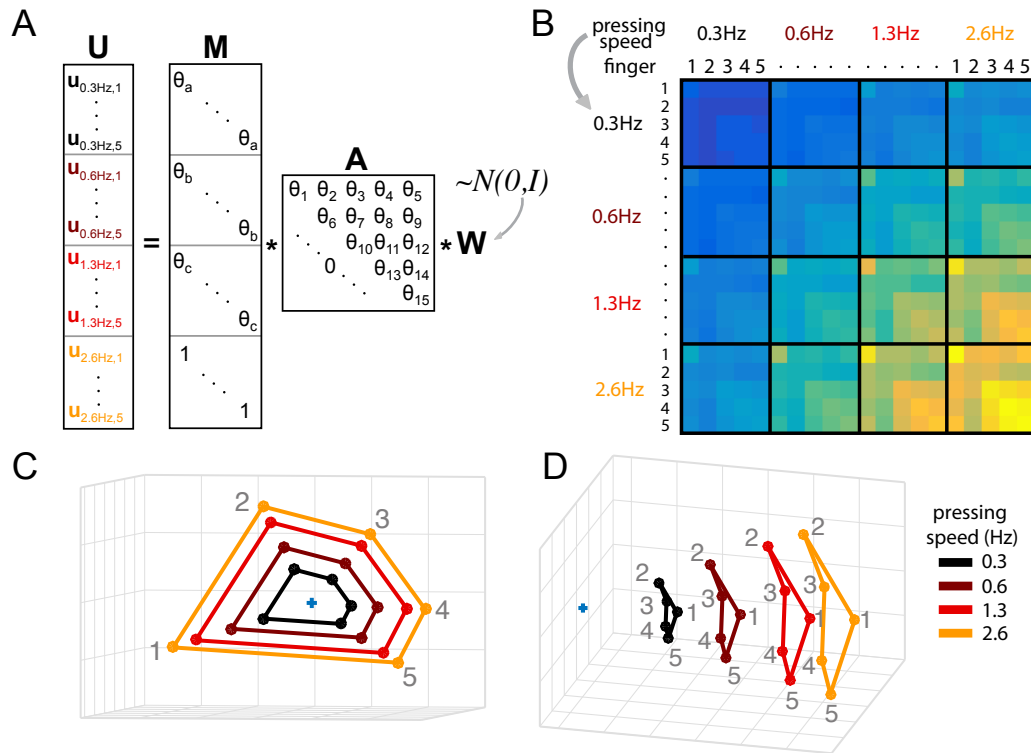 A
U
M
u0.3Hz,1
u0.3Hz,5
u0.6Hz,1
u0.6Hz,5
u1.3Hz,1
u1.3Hz,5
u2.6Hz,1
u2.6Hz,5
=
θa
θa
θb
θb
θc
θc
1
1
*
A
θ1 θ2 θ3 θ4 θ5
θ6 θ7 θ8 θ9
θ10 θ11 θ12
0 θ13 θ14
θ15
* W
~N(0,I)
B
pressing speed 0.3Hz 0.6Hz 1.3Hz 2.6Hz
finger 1 2 3 4 5 . . . . . . . . . . 1 2 3 4 5
0.3Hz
1
2
3
4
5
0.6Hz
1.3Hz
2.6Hz
1
2
3
4
5
C
2
3
4
1
5
D
2
2
2
2
3
3
3
3
1
1
1
1
4
4
4
4
5
5
5
5
pressing
speed (Hz)
0.3
0.6
1.3
2.6